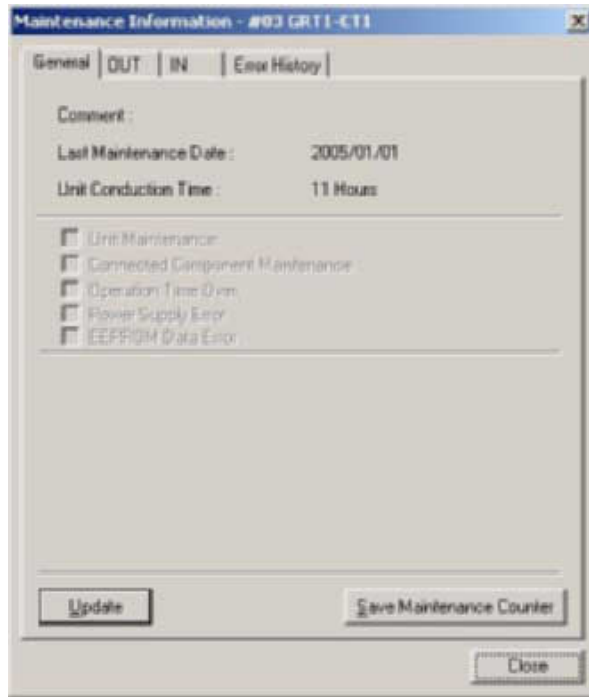 Maintenance Information - #03 GRT1-CT1
General OUT IN Error History
Comment :
Last Maintenance Date : 2005/01/01
Unit Conduction Time : 11 Hours
Unit Maintenance
Connected Component Maintenance
Operation Time Over
Power Supply Error
EEPROM Data Error
Update Save Maintenance Counter
Close